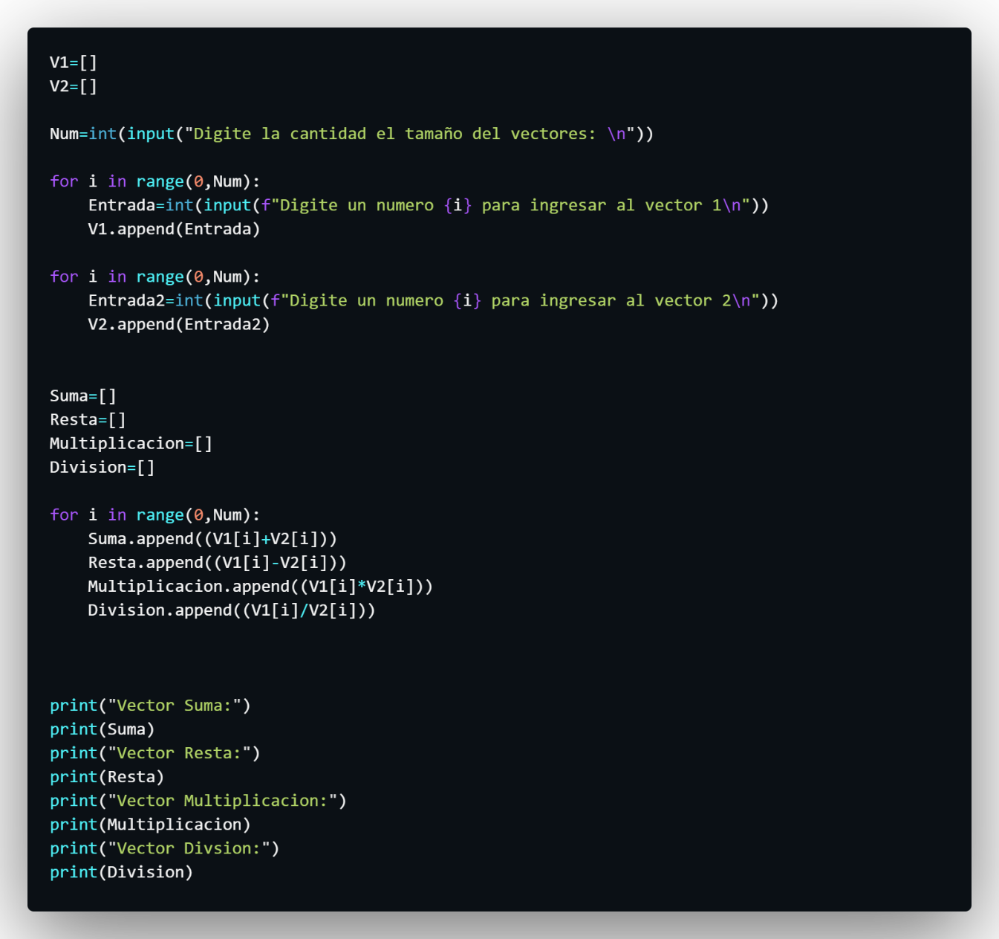 V1=[]
V2=[]
Num=int(input("Digite la cantidad el tamaño del vectores: \n"))
for i in range(0,Num):
    Entrada=int(input(f"Digite un numero {i} para ingresar al vector 1\n"))
    V1.append(Entrada)
for i in range(0,Num):
    Entrada2=int(input(f"Digite un numero {i} para ingresar al vector 2\n"))
    V2.append(Entrada2)
Suma=[]
Resta=[]
Multiplicacion=[]
Division=[]
for i in range(0,Num):
    Suma.append((V1[i]+V2[i]))
    Resta.append((V1[i]-V2[i]))
    Multiplicacion.append((V1[i]*V2[i]))
    Division.append((V1[i]/V2[i]))
print("Vector Suma:")
print(Suma)
print("Vector Resta:")
print(Resta)
print("Vector Multiplicacion:")
print(Multiplicacion)
print("Vector Divsion:")
print(Division)